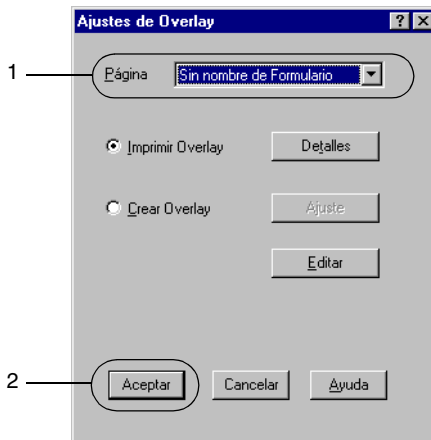 Ajustes de Overlay
1
Página
Sin nombre de Formulario
Imprimir Overlay
Detalles
Crear Overlay
Ajuste
Editar
2
Aceptar
Cancelar
Ayuda